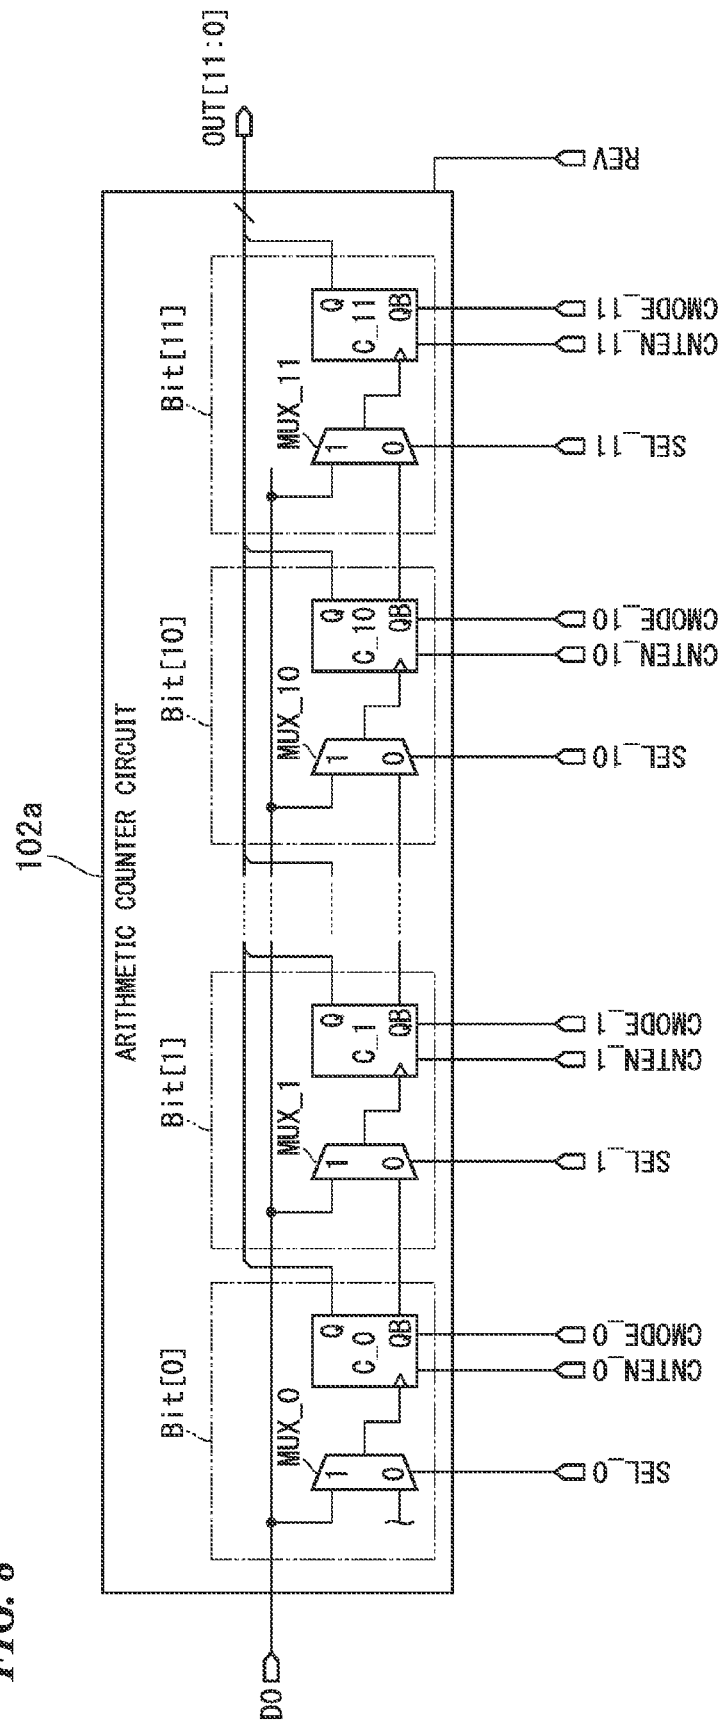 FIG. 8
102a
ARITHMETIC COUNTER CIRCUIT
Bit[0]
Bit[1]
Bit[10]
Bit[11]
OUT[11:0]
DO
MUX_0
1
0
C_0
Q
QB
MUX_1
1
0
C_1
Q
QB
MUX_10
1
0
C_10
Q
QB
MUX_11
1
0
C_11
Q
QB
SEL_0
CNTEN_0
CMODE_0
SEL_1
CNTEN_1
CMODE_1
SEL_10
CNTEN_10
CMODE_10
SEL_11
CNTEN_11
CMODE_11
REV